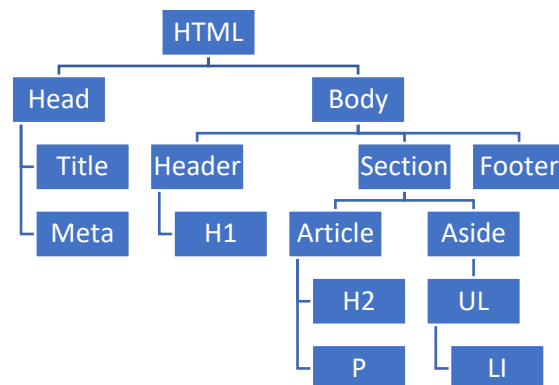 HTML
Head
Body
Title
Header
Section
Footer
Meta
H1
Article
Aside
H2
UL
P
LI